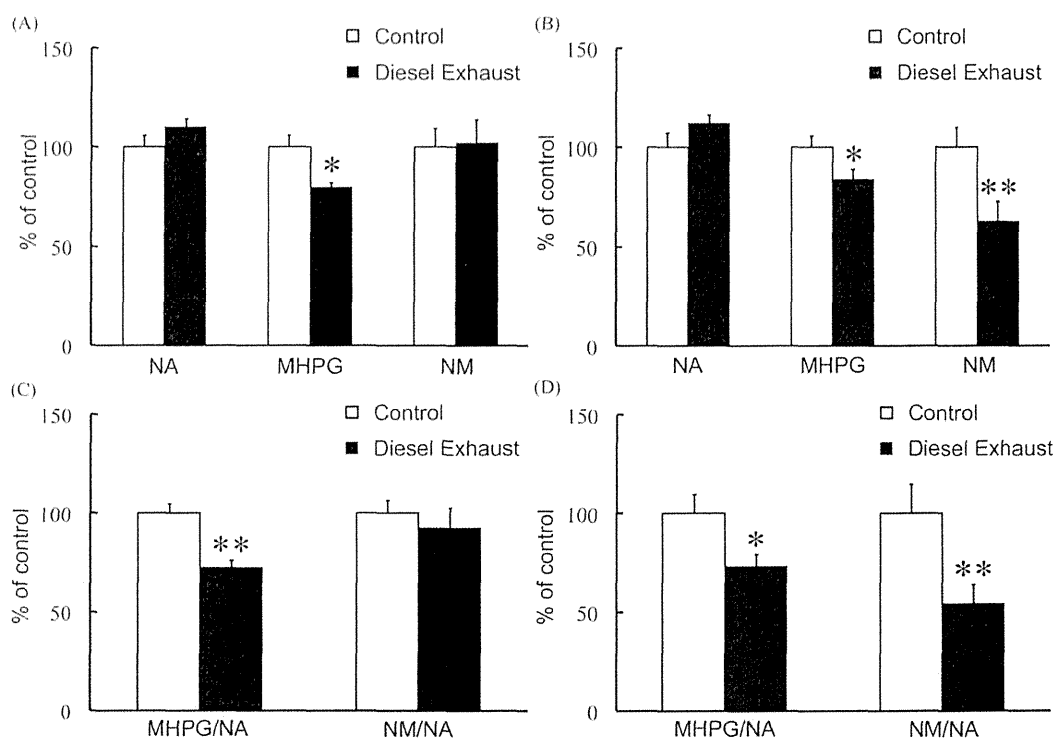 (A)
150
100
50
0
% of control
Control
Diesel Exhaust
*
NA MHPG NM
(B)
150
100
50
0
% of control
Control
Diesel Exhaust
*
**
NA MHPG NM
(C)
150
100
50
0
% of control
Control
Diesel Exhaust
**
MHPG/NA NM/NA
(D)
150
100
50
0
% of control
Control
Diesel Exhaust
*
**
MHPG/NA NM/NA